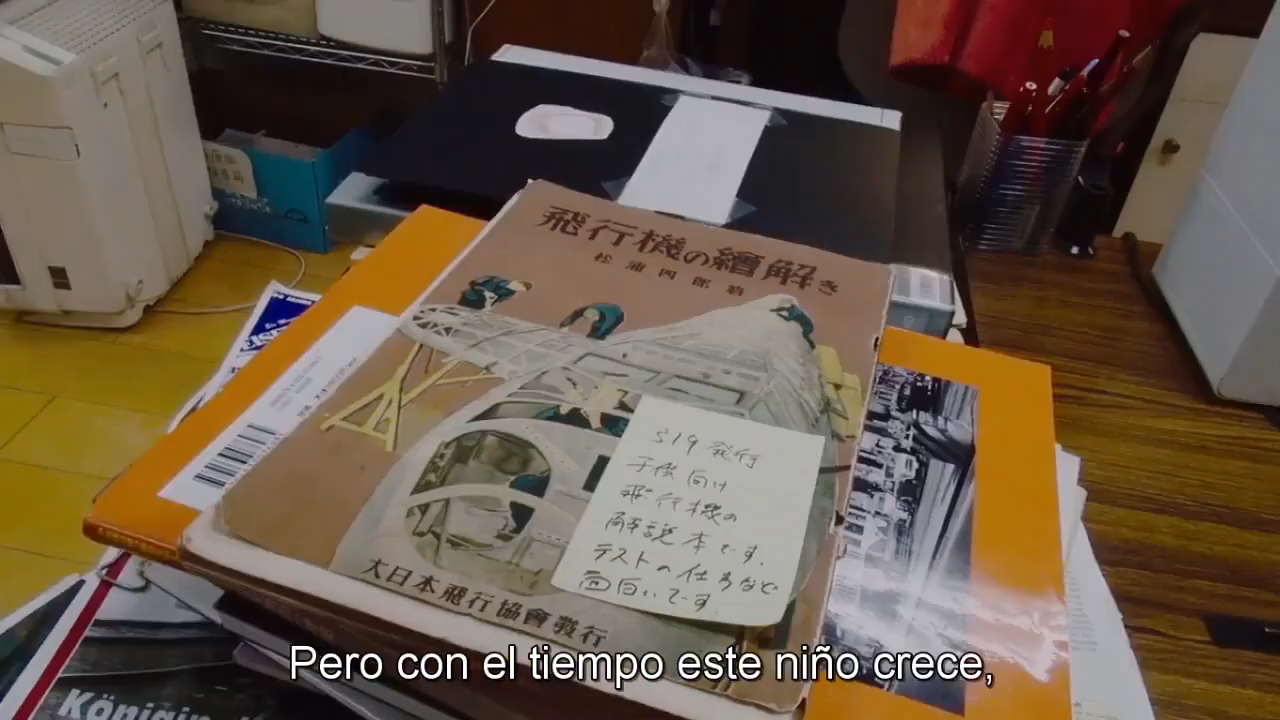 飛行機の繪解き
松浦四郎著
S19 発行
子供向け
飛行機の
解説本です.
テストの仕方など
面白いです.
大日本飛行協會發行
Königin
Pero con el tiempo este niño crece,